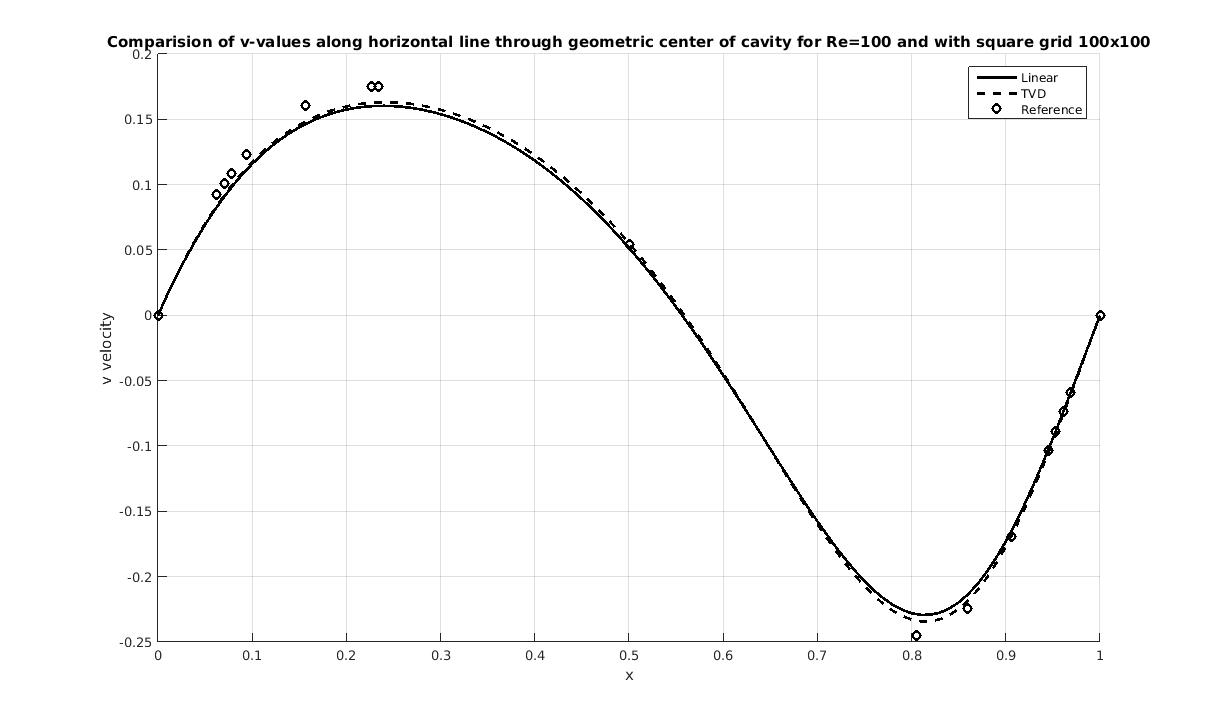 Comparision of v-values along horizontal line through geometric center of cavity for Re=100 and with square grid 100x100
Linear
TVD
Reference
0.2
0.15
0.1
0.05
0
-0.05
-0.1
-0.15
-0.2
-0.25
v velocity
0 0.1 0.2 0.3 0.4 0.5 0.6 0.7 0.8 0.9 1
x